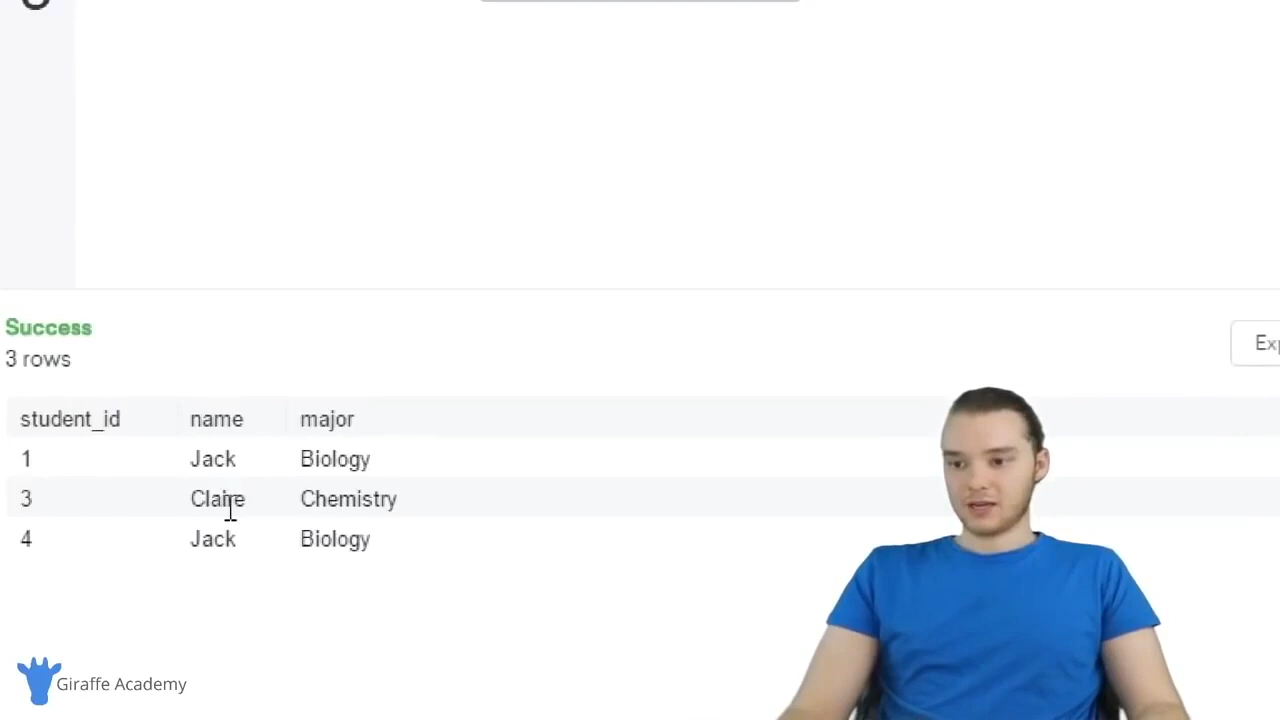 Success
3 rows
student_id name major
1 Jack Biology
3 Claire Chemistry
4 Jack Biology
Giraffe Academy